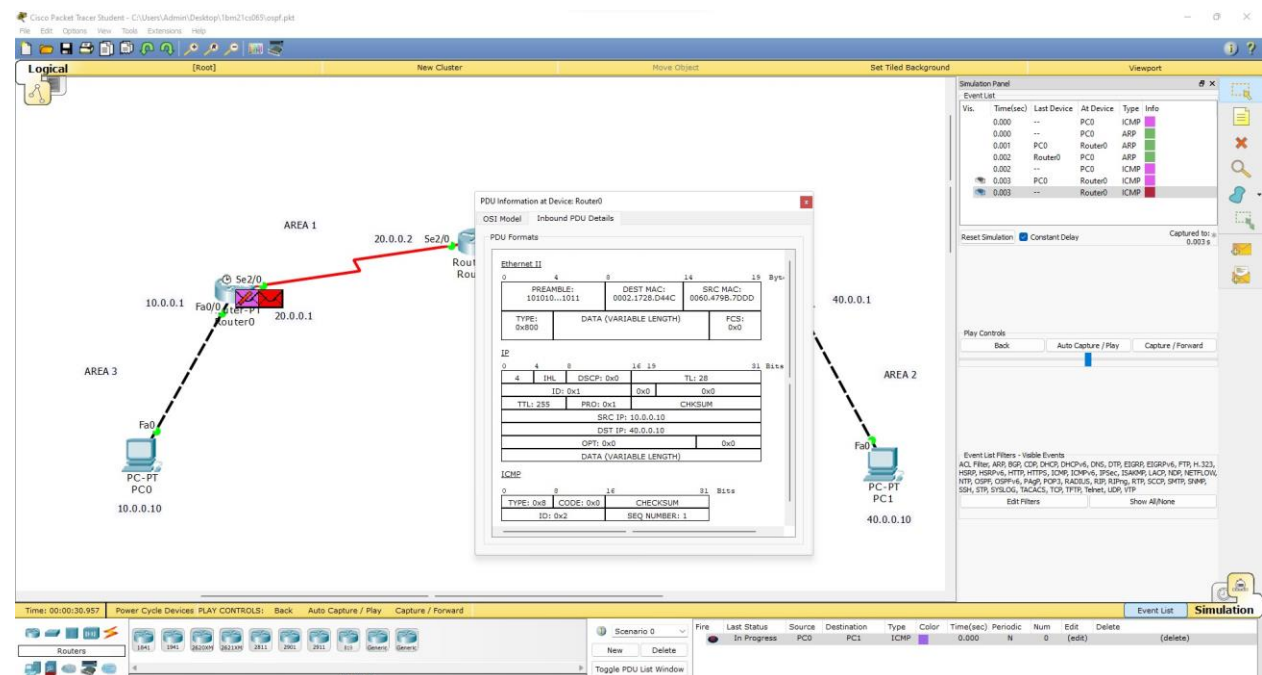 Cisco Packet Tracer Student - C:\Users\Admin\Desktop\1bm21cs065\ospf.pkt
File Edit Options View Tools Extensions Help
Logical [Root] New Cluster Move Object Set Tiled Background Viewport
Simulation Panel
Event List
Vis. Time(sec) Last Device At Device Type Info
0.000 -- PC0 ICMP
0.000 -- PC0 ARP
0.001 PC0 Router0 ARP
0.002 Router0 PC0 ARP
0.002 -- PC0 ICMP
0.003 PC0 Router0 ICMP
0.003 -- Router0 ICMP
Reset Simulation Constant Delay Captured to:
0.003 s
Play Controls
Back Auto Capture / Play Capture / Forward
Event List Filters - Visible Events
ACL Filter, ARP, BGP, CDP, DHCP, DHCPv6, DNS, DTP, EIGRP, EIGRPv6, FTP, H.323,
HSRP, HSRPv6, HTTP, HTTPS, ICMP, ICMPv6, IPSec, ISAKMP, LACP, NDP, NETFLOW,
NTP, OSPF, OSPFv6, PAgP, POP3, RADIUS, RIP, RIPng, RTP, SCCP, SMTP, SNMP,
SSH, STP, SYSLOG, TACACS, TCP, TFTP, Telnet, UDP, VTP
Edit Filters Show All/None
AREA 1
20.0.0.2 Se2/0
Rout
Rou
Se2/0
10.0.0.1 Fa0/0
Router0
20.0.0.1
AREA 3
Fa0
PC-PT
PC0
10.0.0.10
40.0.0.1
AREA 2
Fa0
PC-PT
PC1
40.0.0.10
PDU Information at Device: Router0
OSI Model Inbound PDU Details
PDU Formats
Ethernet II
0 4 8 14 19 Byt
PREAMBLE: 101010...1011 DEST MAC: 0002.1728.D44C SRC MAC: 0060.479B.7DDD
TYPE: 0x800 DATA (VARIABLE LENGTH) FCS: 0x0
IP
0 4 8 16 19 31 Bits
4 IHL DSCP: 0x0 TL: 28
ID: 0x1 0x0 0x0
TTL: 255 PRO: 0x1 CHKSUM
SRC IP: 10.0.0.10
DST IP: 40.0.0.10
OPT: 0x0 0x0
DATA (VARIABLE LENGTH)
ICMP
0 8 16 31 Bits
TYPE: 0x8 CODE: 0x0 CHECKSUM
ID: 0x2 SEQ NUMBER: 1
Time: 00:00:30.957 Power Cycle Devices PLAY CONTROLS: Back Auto Capture / Play Capture / Forward
Event List Simulation
Routers
1841 1941 2620XM 2621XM 2811 2901 2911 819 Generic Generic
Scenario 0
New Delete
Toggle PDU List Window
Fire Last Status Source Destination Type Color Time(sec) Periodic Num Edit Delete
In Progress PC0 PC1 ICMP 0.000 N 0 (edit) (delete)